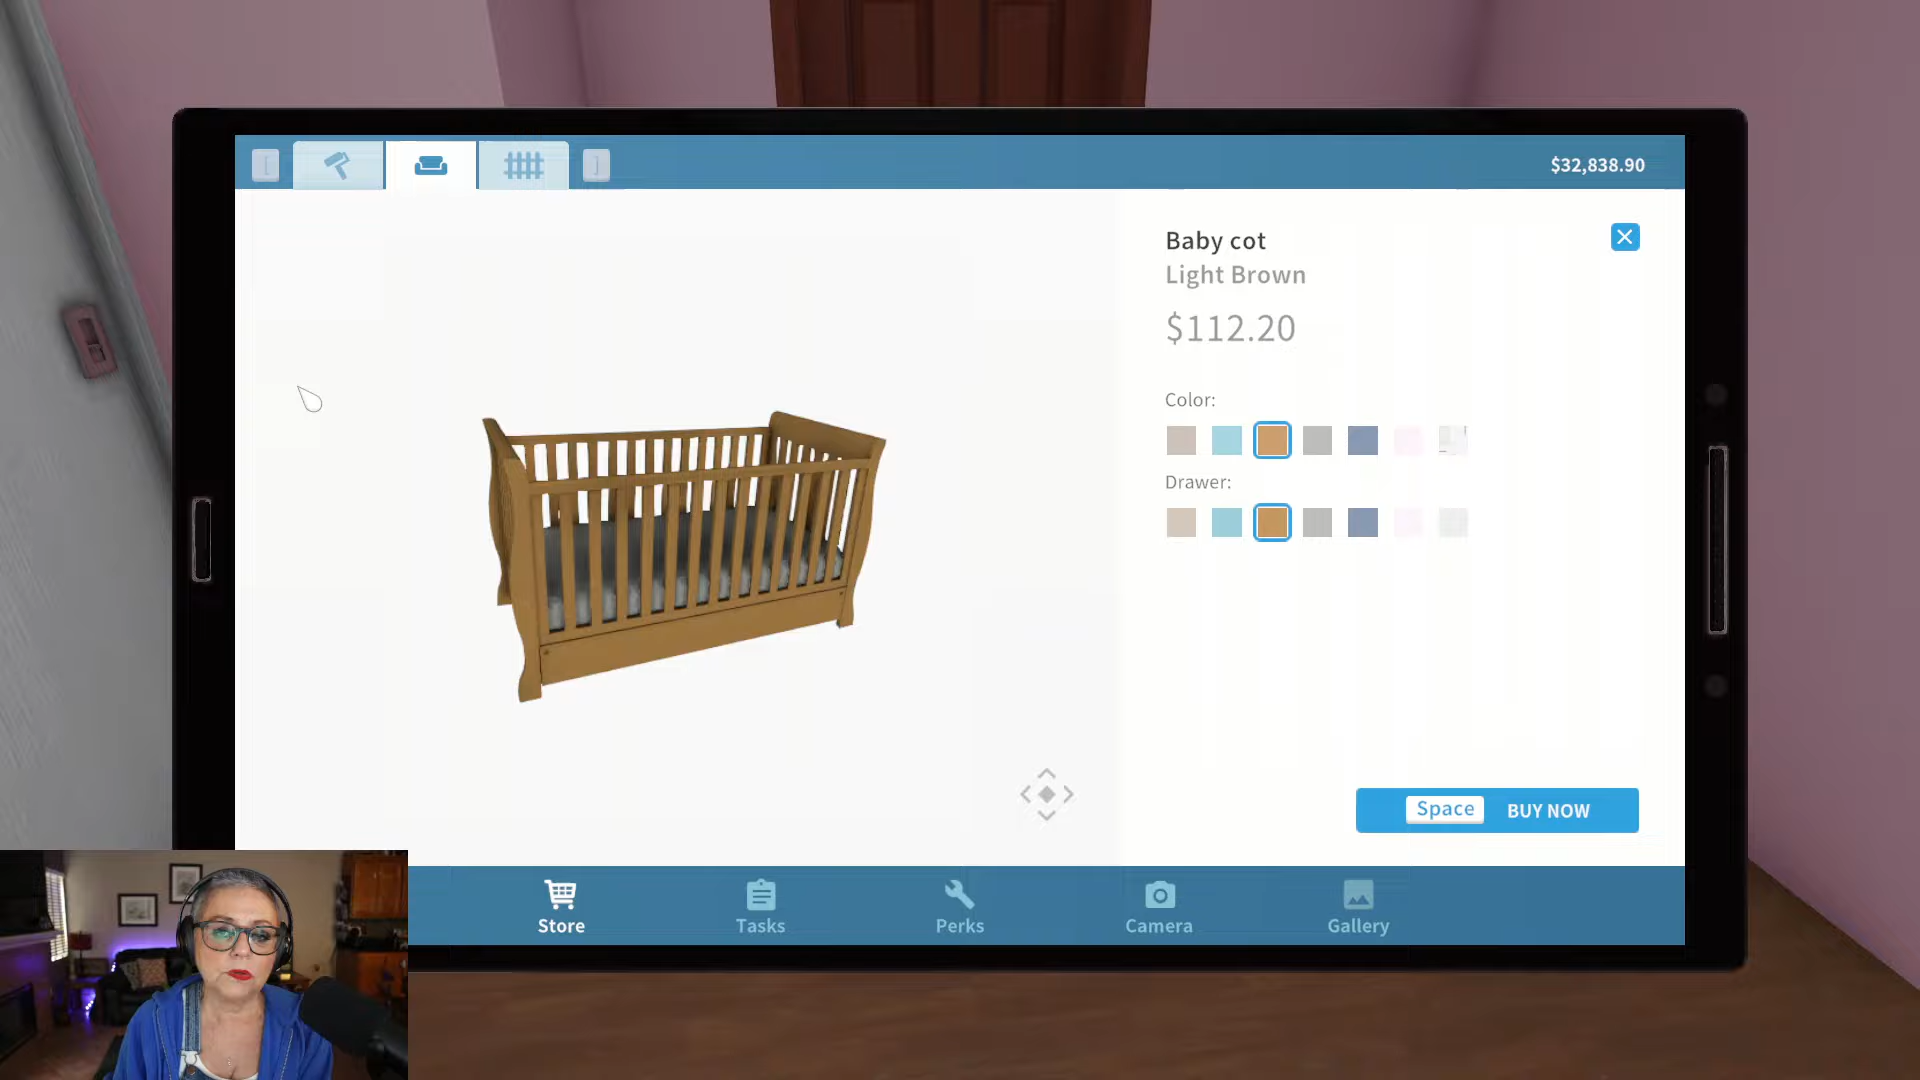 [
]
$32,838.90
Baby cot
Light Brown
$112.20
Color:
Drawer:
Space BUY NOW
Store
Tasks
Perks
Camera
Gallery